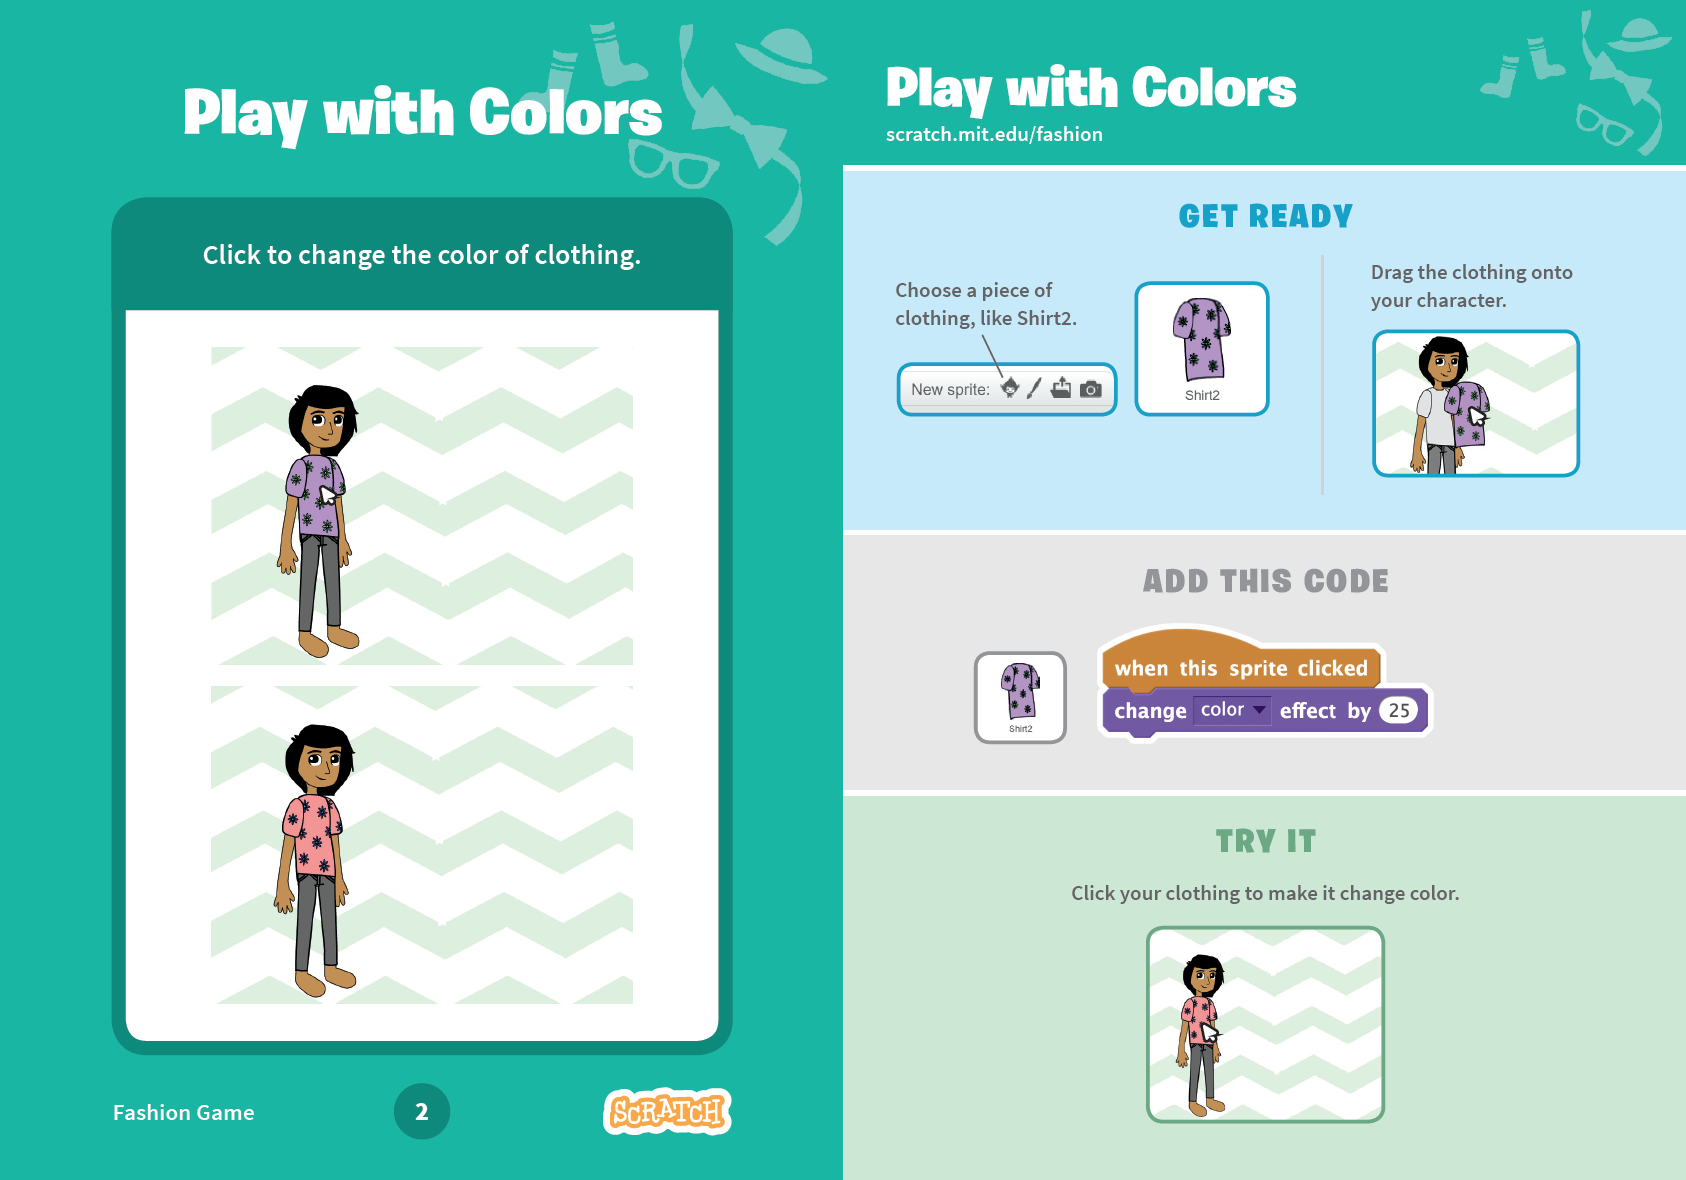 Play with Colors
Click to change the color of clothing.
Fashion Game
2
SCRATCH
Play with Colors
scratch.mit.edu/fashion
GET READY
Choose a piece of
clothing, like Shirt2.
New sprite:
Shirt2
Drag the clothing onto
your character.
ADD THIS CODE
Shirt2
when this sprite clicked
change color effect by 25
TRY IT
Click your clothing to make it change color.